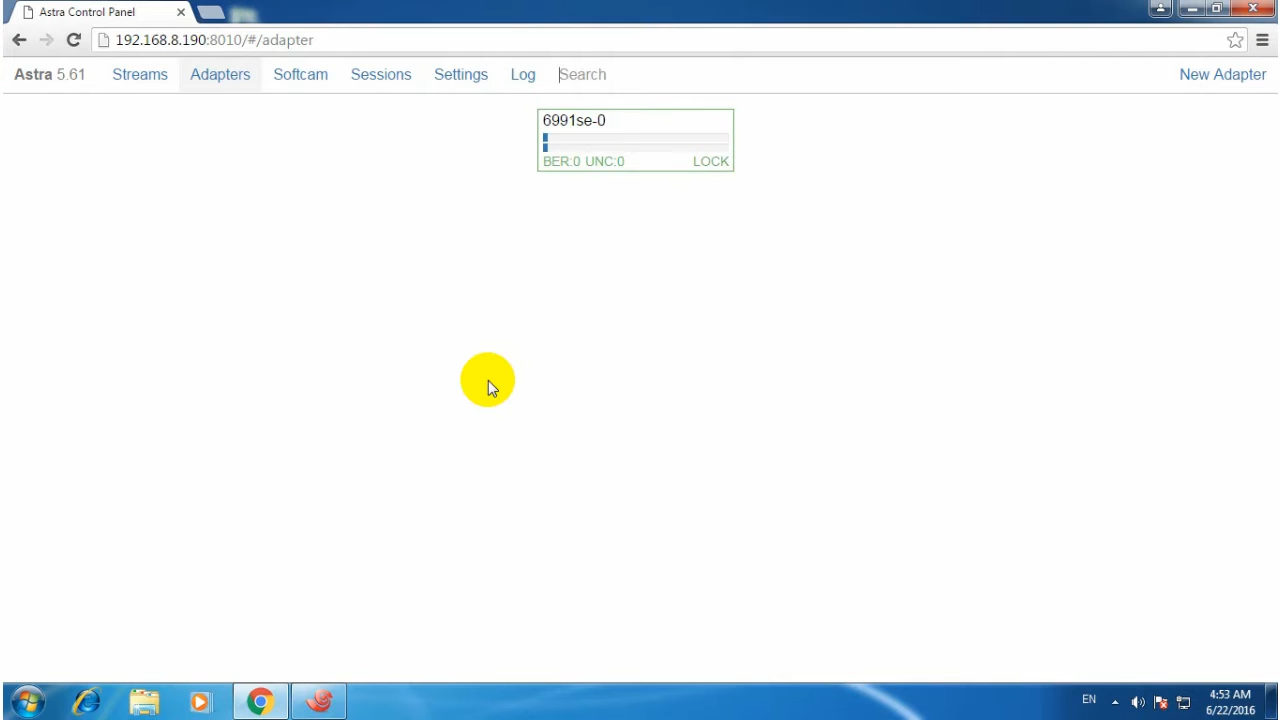 Astra Control Panel
192.168.8.190:8010/#/adapter
Astra 5.61 Streams Adapters Softcam Sessions Settings Log Search New Adapter
6991se-0
BER:0 UNC:0 LOCK
EN 4:53 AM
6/22/2016